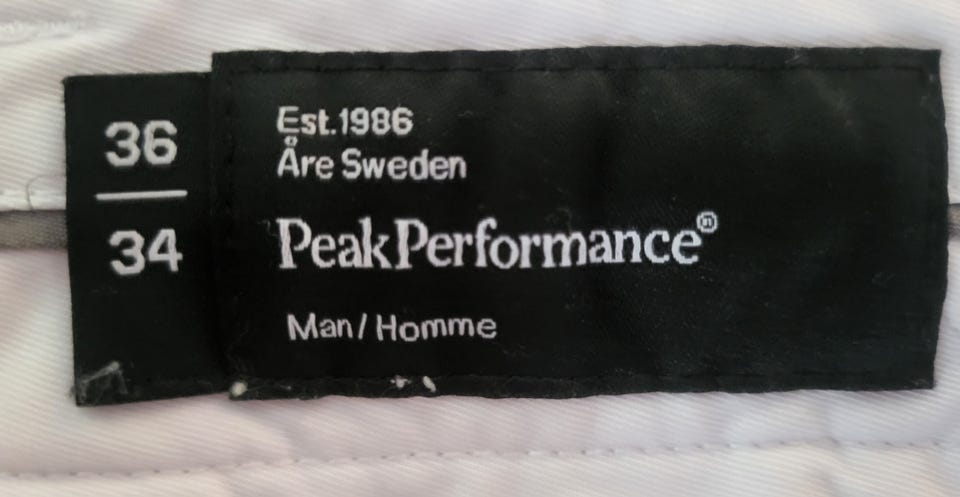 36
34
Est.1986
Åre Sweden
PeakPerformance®
Man/Homme